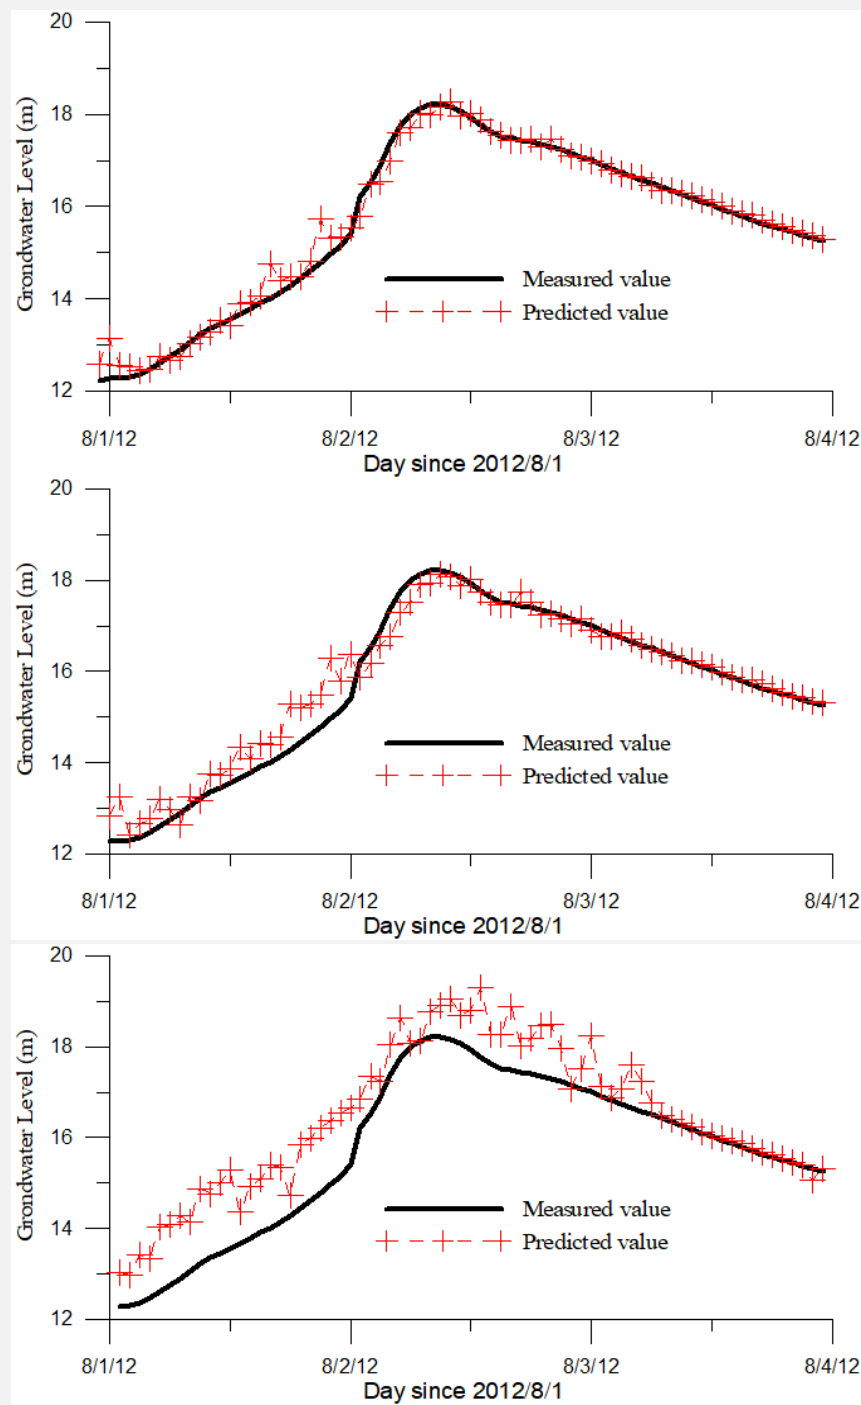 20
18
16
14
12
Grondwater Level (m)
Measured value
Predicted value
8/1/12 8/2/12 8/3/12 8/4/12
Day since 2012/8/1
20
18
16
14
12
Grondwater Level (m)
Measured value
Predicted value
8/1/12 8/2/12 8/3/12 8/4/12
Day since 2012/8/1
20
18
16
14
12
Grondwater Level (m)
Measured value
Predicted value
8/1/12 8/2/12 8/3/12 8/4/12
Day since 2012/8/1